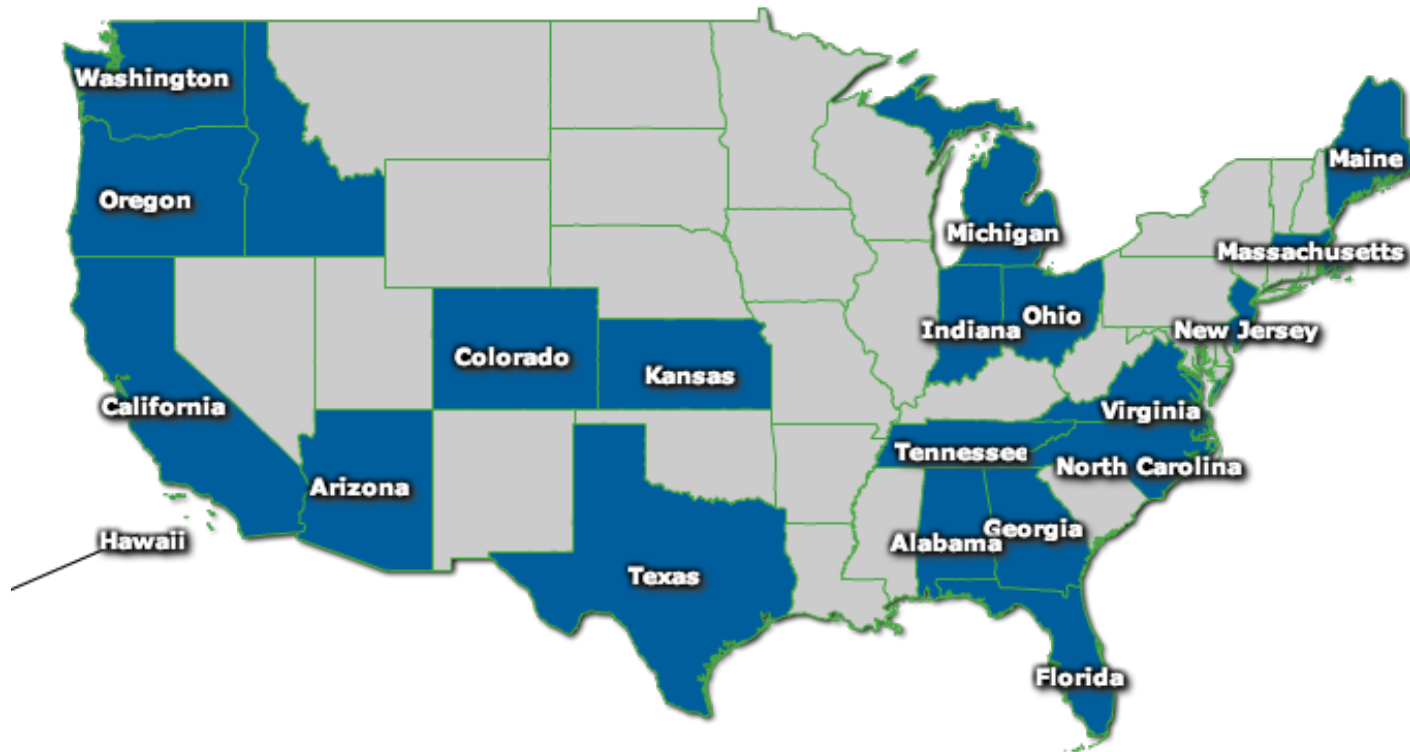 Washington
Maine
Oregon
Michigan
Massachusetts
Ohio
Indiana
New Jersey
Colorado
Kansas
California
Virginia
Tennessee
North Carolina
Arizona
Georgia
Hawaii
Alabama
Texas
Florida